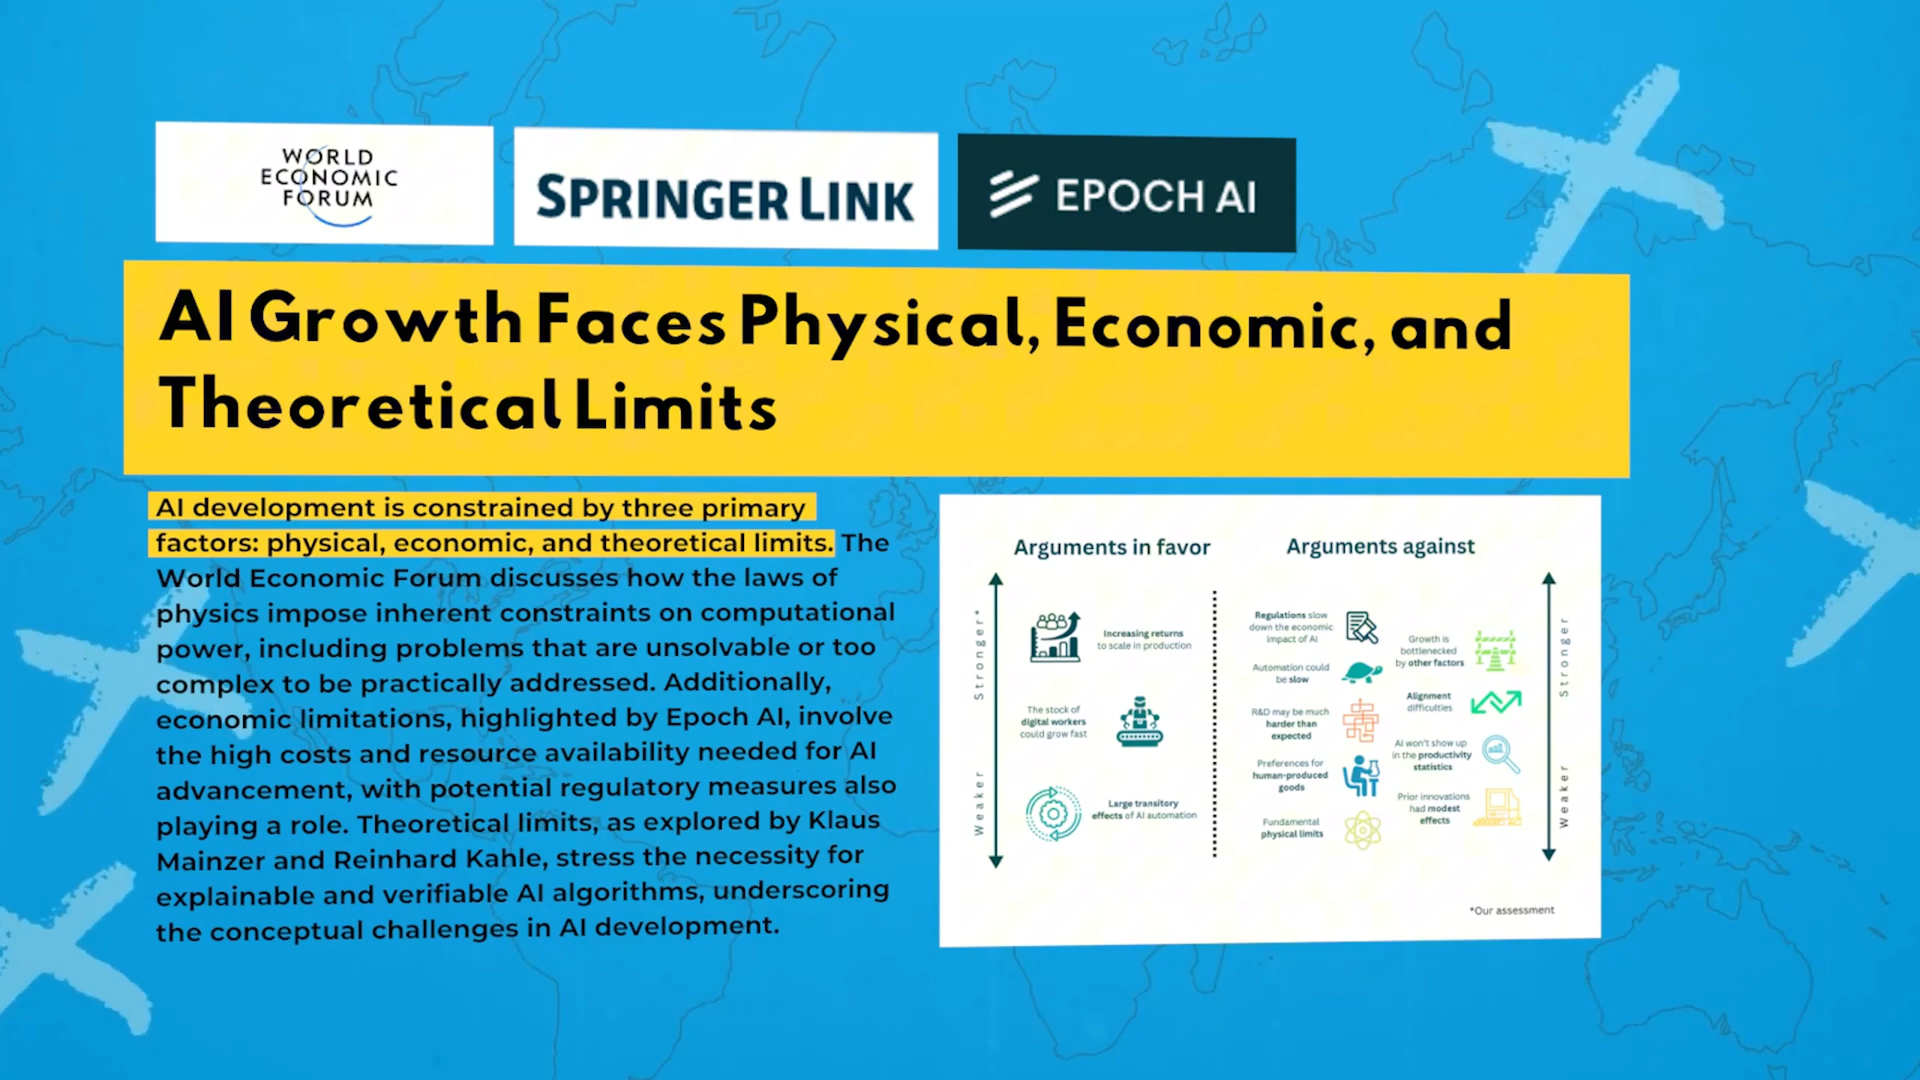 WORLD
ECONOMIC
FORUM
SPRINGER LINK
EPOCH AI
AI Growth Faces Physical, Economic, and
Theoretical Limits
AI development is constrained by three primary
factors: physical, economic, and theoretical limits. The
World Economic Forum discusses how the laws of
physics impose inherent constraints on computational
power, including problems that are unsolvable or too
complex to be practically addressed. Additionally,
economic limitations, highlighted by Epoch AI, involve
the high costs and resource availability needed for AI
advancement, with potential regulatory measures also
playing a role. Theoretical limits, as explored by Klaus
Mainzer and Reinhard Kahle, stress the necessity for
explainable and verifiable AI algorithms, underscoring
the conceptual challenges in AI development.
Arguments in favor
Stronger*
Weaker
Increasing returns
to scale in production
The stock of
digital workers
could grow fast
Large transitory
effects of AI automation
Arguments against
Regulations slow
down the economic
impact of AI
Automation could
be slow
R&D may be much
harder than
expected
Preferences for
human-produced
goods
Fundamental
physical limits
Growth is
bottlenecked
by other factors
Alignment
difficulties
AI won't show up
in the productivity
statistics
Prior innovations
had modest
effects
Stronger
Weaker
*Our assessment